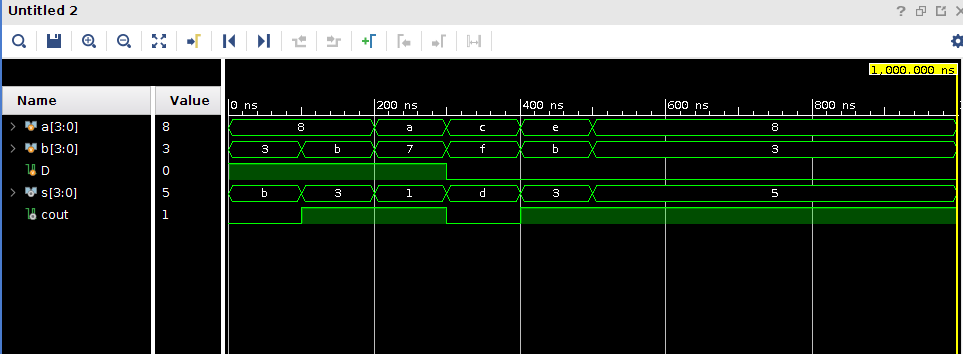 Untitled 2
? X
1,000.000 ns
Name Value
0 ns 200 ns 400 ns 600 ns 800 ns
a[3:0] 8 8 a c e 8
b[3:0] 3 3 b 7 f b 3
D 0
s[3:0] 5 b 3 1 d 3 5
cout 1